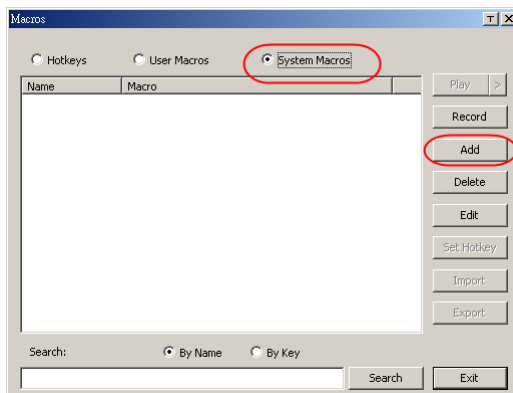 Macros
T X
Hotkeys User Macros System Macros
Name Macro
Play >
Record
Add
Delete
Edit
Set Hotkey
Import
Export
Search: By Name By Key
Search Exit